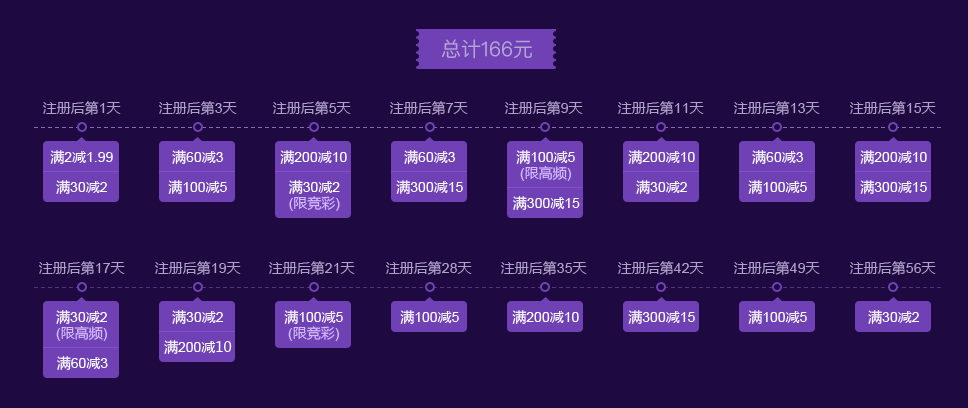 总计166元
注册后第1天
满2减1.99
满30减2
注册后第3天
满60减3
满100减5
注册后第5天
满200减10
满30减2
(限竞彩)
注册后第7天
满60减3
满300减15
注册后第9天
满100减5
(限高频)
满300减15
注册后第11天
满200减10
满30减2
注册后第13天
满60减3
满100减5
注册后第15天
满200减10
满300减15
注册后第17天
满30减2
(限高频)
满60减3
注册后第19天
满30减2
满200减10
注册后第21天
满100减5
(限竞彩)
注册后第28天
满100减5
注册后第35天
满200减10
注册后第42天
满300减15
注册后第49天
满100减5
注册后第56天
满30减2